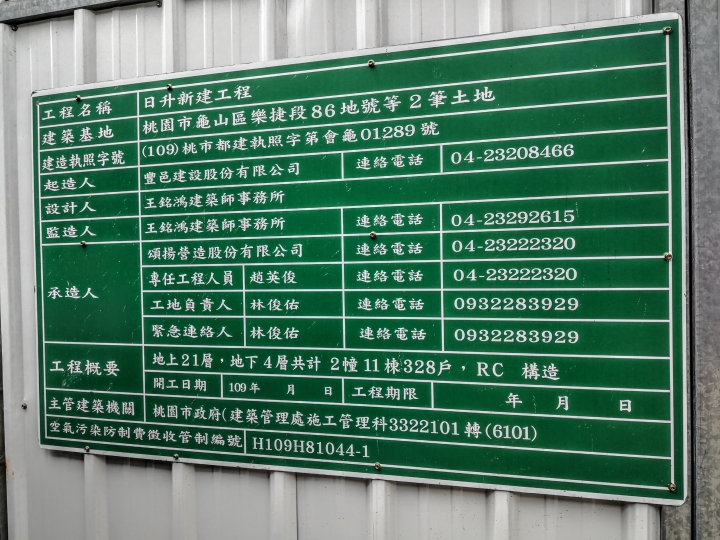 工程名稱 日升新建工程
建築基地 桃園市龜山區樂捷段86地號等2筆土地
建造執照字號 (109)桃市都建執照字第會龜01289號
起造人 豐邑建設股份有限公司 連絡電話 04-23208466
設計人 王銘鴻建築師事務所
監造人 王銘鴻建築師事務所 連絡電話 04-23292615
承造人 頌揚營造股份有限公司 連絡電話 04-23222320
專任工程人員 趙英俊 連絡電話 04-23222320
工地負責人 林俊佑 連絡電話 0932283929
緊急連絡人 林俊佑 連絡電話 0932283929
工程概要 地上21層，地下4層共計 2幢11棟328戶，RC 構造
開工日期 109年 月 日 工程期限 年 月 日
主管建築機關 桃園市政府(建築管理處施工管理科3322101轉(6101)
空氣污染防制費徵收管制編號 H109H81044-1